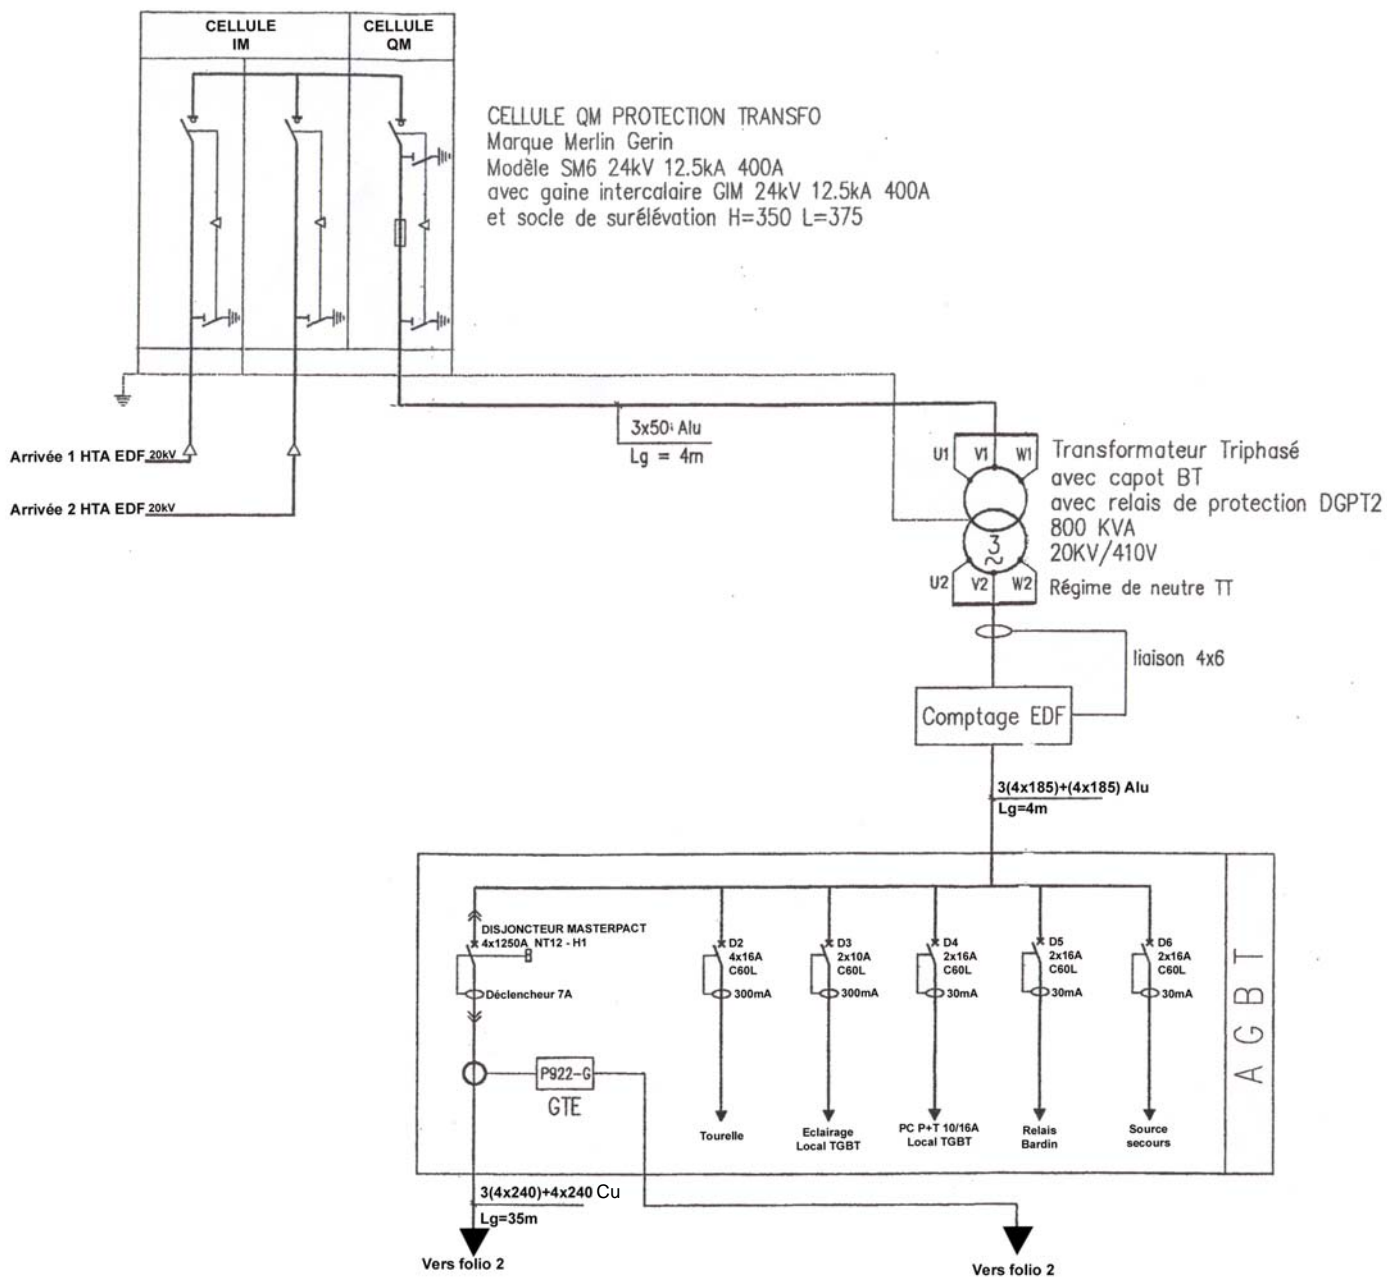 CELLULE
IM
CELLULE
QM
CELLULE QM PROTECTION TRANSFO
Marque Merlin Gerin
Modèle SM6 24kV 12.5kA 400A
avec gaine intercalaire GIM 24kV 12.5kA 400A
et socle de surélévation H=350 L=375
Arrivée 1 HTA EDF 20kV
Arrivée 2 HTA EDF 20kV
3x50 Alu
Lg = 4m
U1 V1 W1
Transformateur Triphasé
avec capot BT
avec relais de protection DGPT2
800 KVA
20KV/410V
3
~
U2 V2 W2
Régime de neutre TT
liaison 4x6
Comptage EDF
3(4x185)+(4x185) Alu
Lg=4m
DISJONCTEUR MASTERPACT
4x1250A NT12 - H1
Déclencheur 7A
D2
4x16A
C60L
300mA
D3
2x10A
C60L
300mA
D4
2x16A
C60L
30mA
D5
2x16A
C60L
30mA
D6
2x16A
C60L
30mA
AGBT
P922-G
GTE
Tourelle
Eclairage
Local TGBT
PC P+T 10/16A
Local TGBT
Relais
Bardin
Source
secours
3(4x240)+4x240 Cu
Lg=35m
Vers folio 2
Vers folio 2